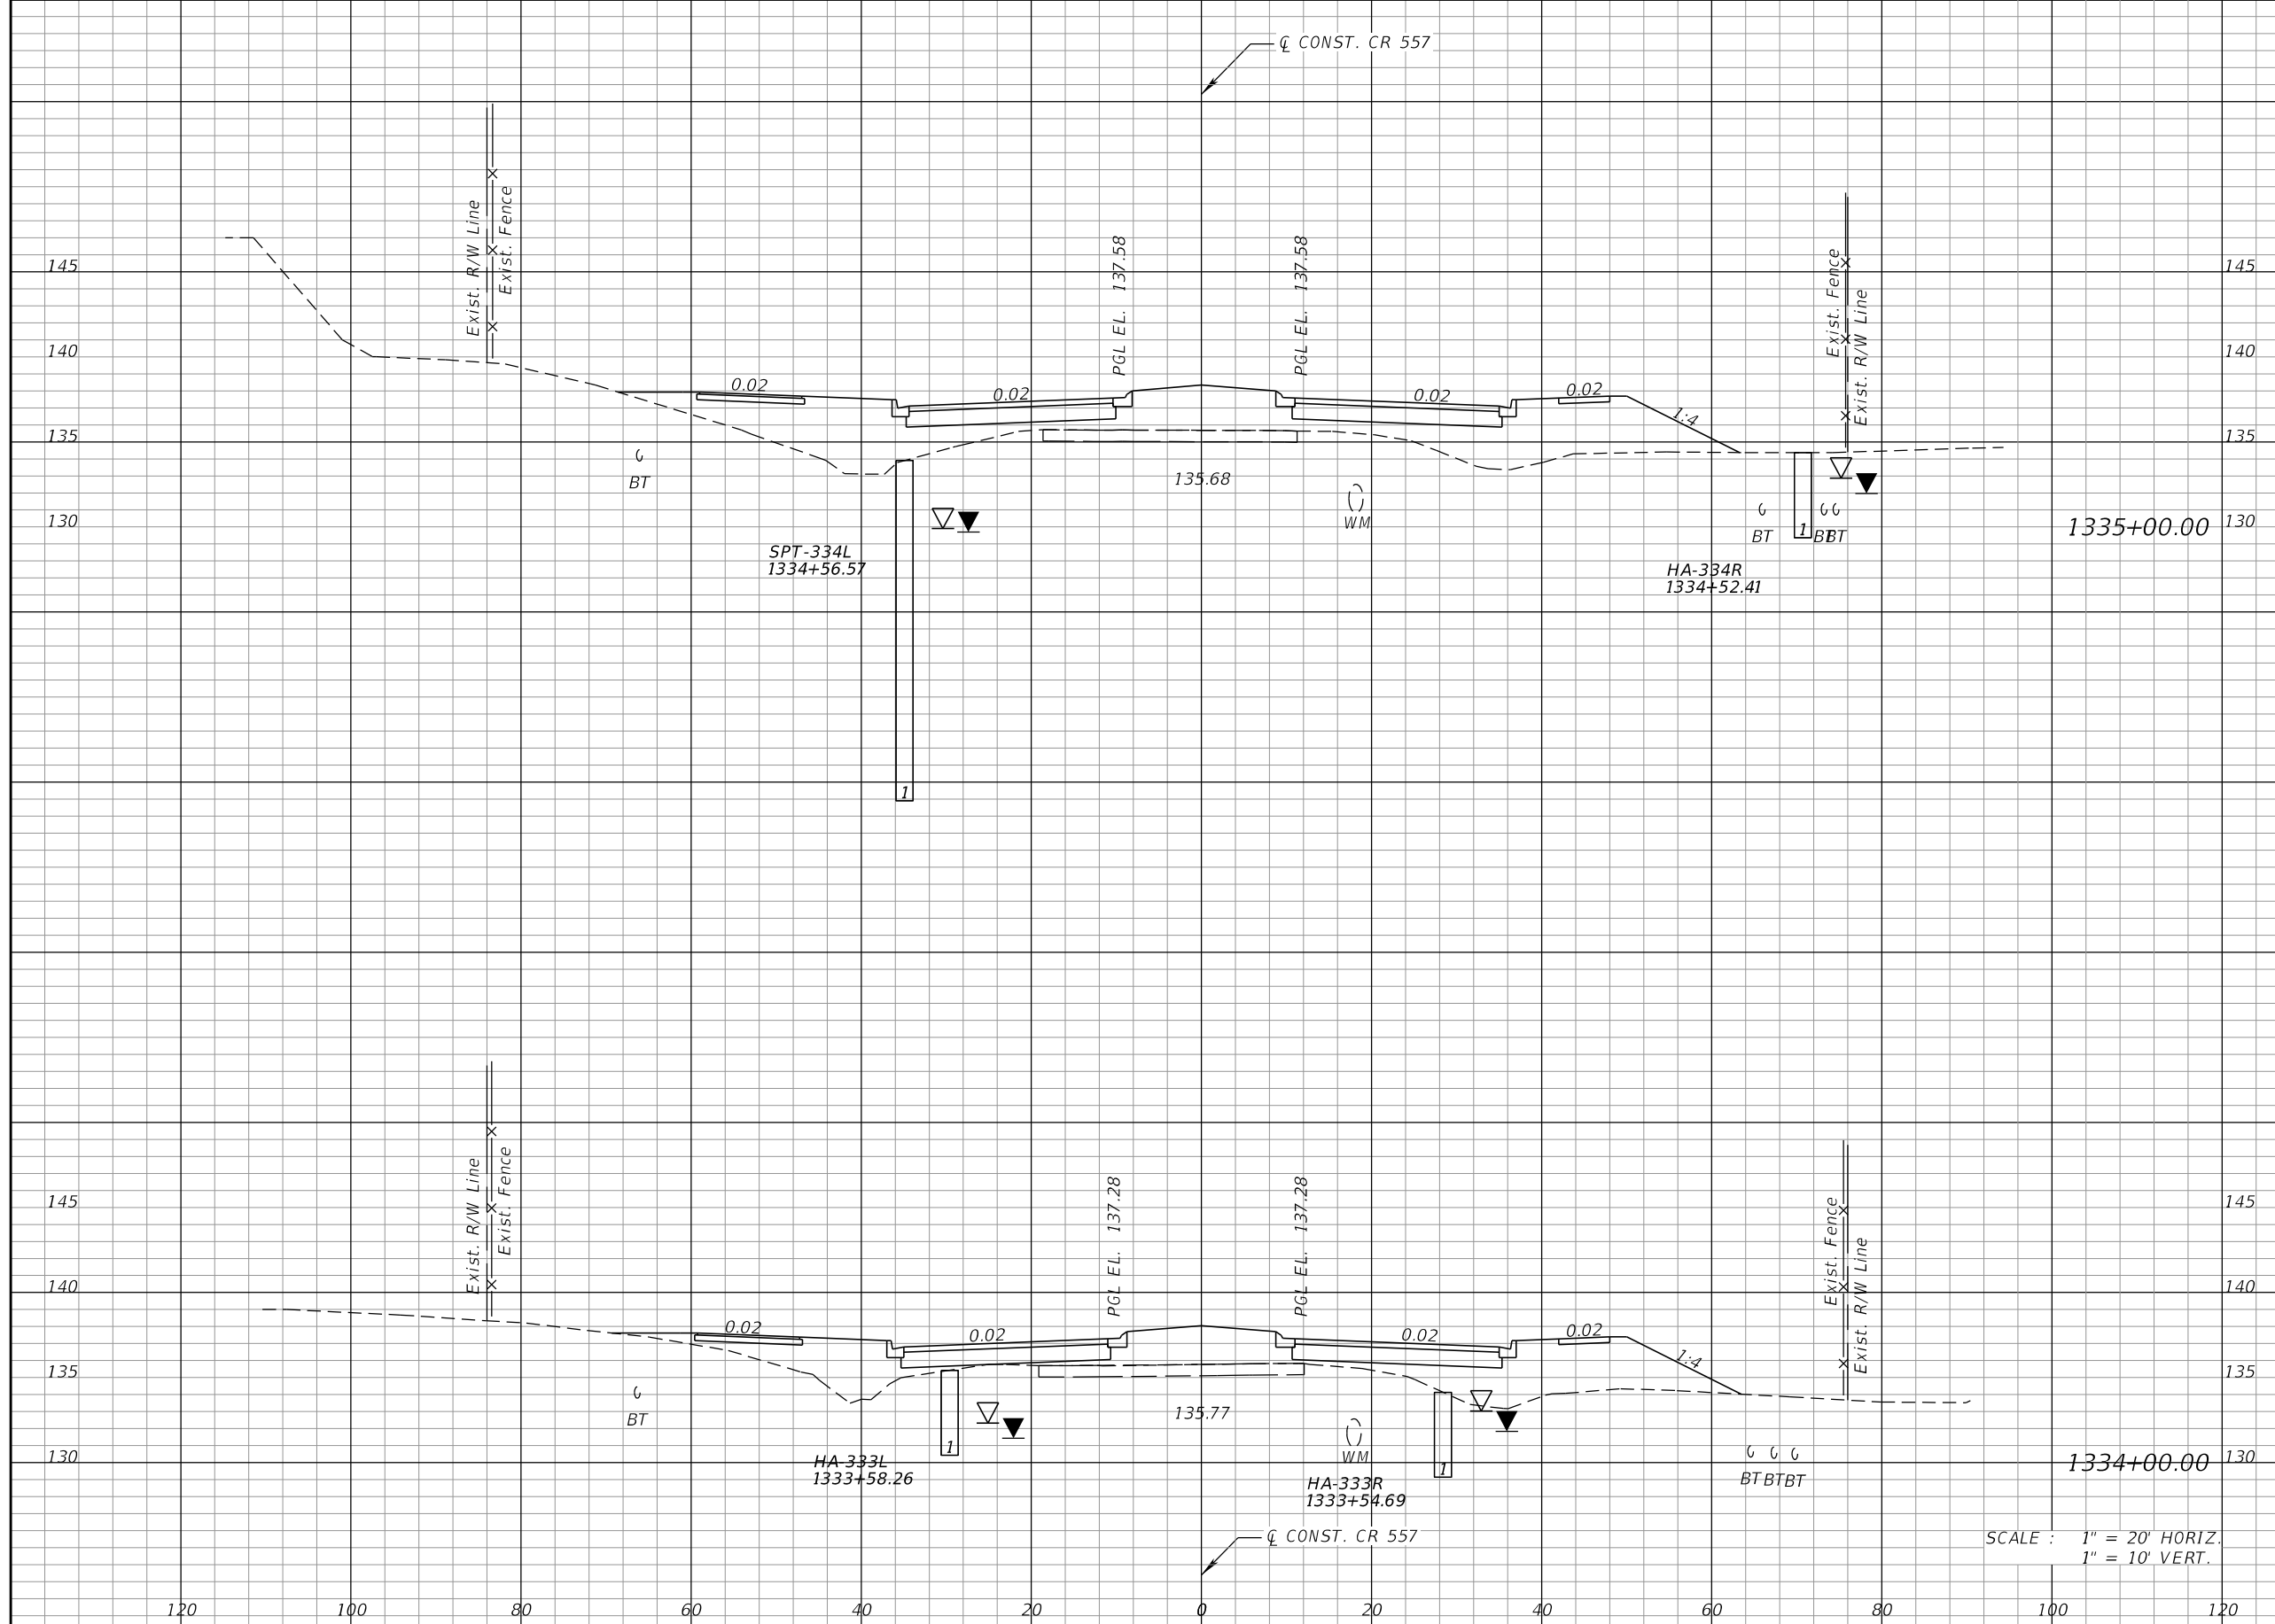 ℄ CONST. CR 557
Exist. R/W Line
Exist. Fence
PGL EL. 137.58
PGL EL. 137.58
Exist. Fence
Exist. R/W Line
145
145
140
140
0.02
0.02
0.02
0.02
1:4
135
135
BT
135.68
WM
BT
BT
BT
1
130
130
1335+00.00
SPT-334L
1334+56.57
HA-334R
1334+52.41
1
Exist. R/W Line
Exist. Fence
PGL EL. 137.28
PGL EL. 137.28
Exist. Fence
Exist. R/W Line
145
145
140
140
0.02
0.02
0.02
0.02
1:4
135
135
BT
135.77
1
WM
1
BT
BT
BT
130
130
1334+00.00
HA-333L
1333+58.26
HA-333R
1333+54.69
℄ CONST. CR 557
SCALE : 1" = 20' HORIZ.
1" = 10' VERT.
120 100 80 60 40 20 0 20 40 60 80 100 120